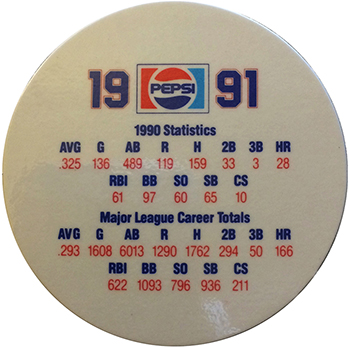 19 PEPSI 91
1990 Statistics
AVG G AB R H 2B 3B HR
.325 136 489 119 159 33 3 28
RBI BB SO SB CS
61 97 60 65 10
Major League Career Totals
AVG G AB R H 2B 3B HR
.293 1608 6013 1290 1762 294 50 166
RBI BB SO SB CS
622 1093 796 936 211